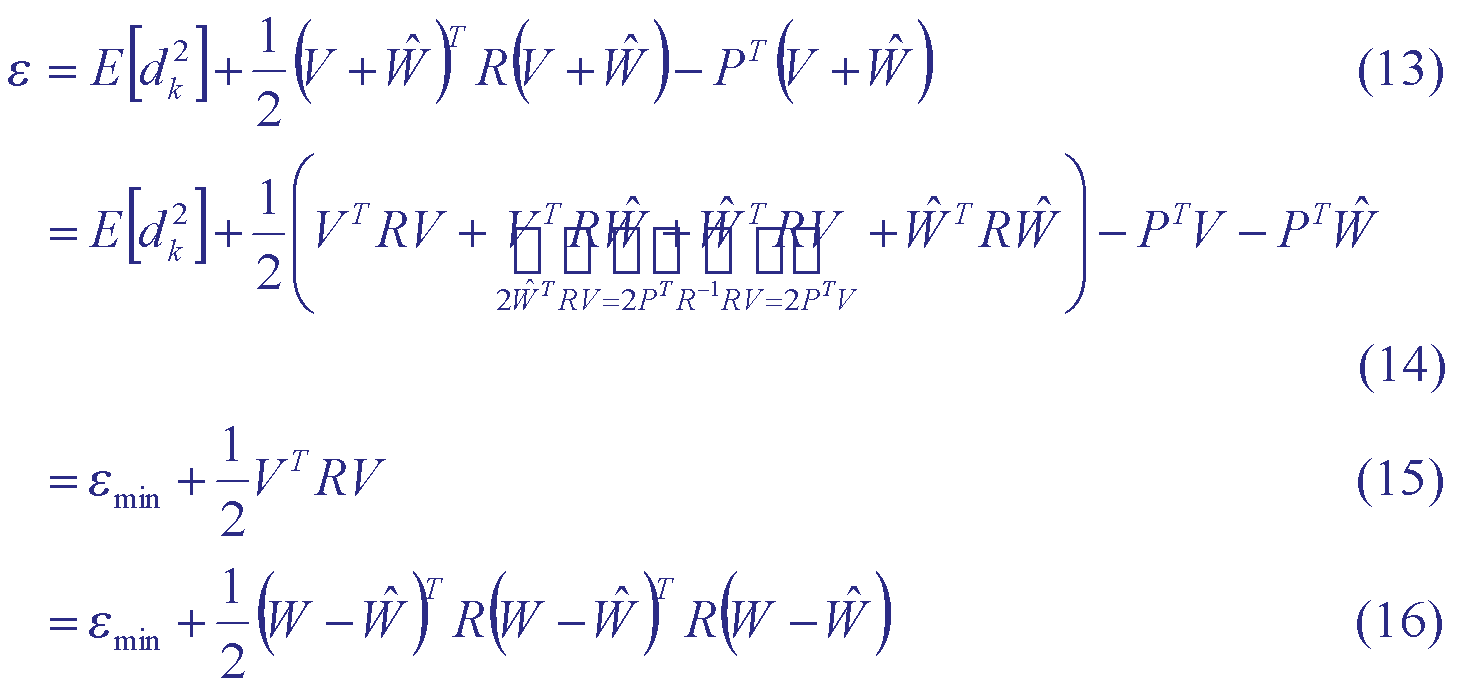 ε = E[d_k^2] + 1/2 (V + Ŵ)^T R(V + Ŵ) − P^T (V + Ŵ) (13)
= E[d_k^2] + 1/2 (V^T RV + V^T RŴ + Ŵ^T RV + Ŵ^T RŴ) − P^T V − P^T Ŵ
2Ŵ^T RV=2P^T R^−1 RV=2P^T V
(14)
= ε_min + 1/2 V^T RV (15)
= ε_min + 1/2 (W − Ŵ)^T R(W − Ŵ)^T R(W − Ŵ) (16)